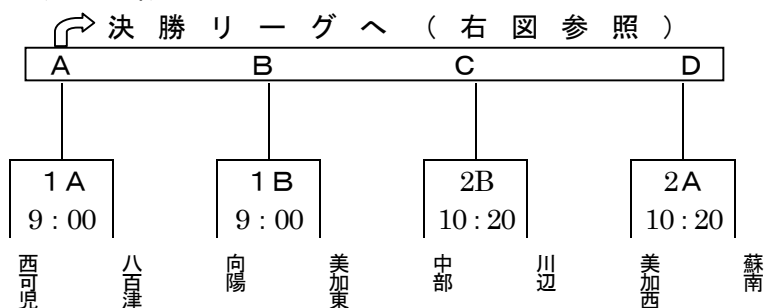 決勝リーグへ（右図参照）
A B C D
1A 1B 2B 2A
9:00 9:00 10:20 10:20
西可児 八百津 向陽 美加東 中部 川辺 美加西 蘇南